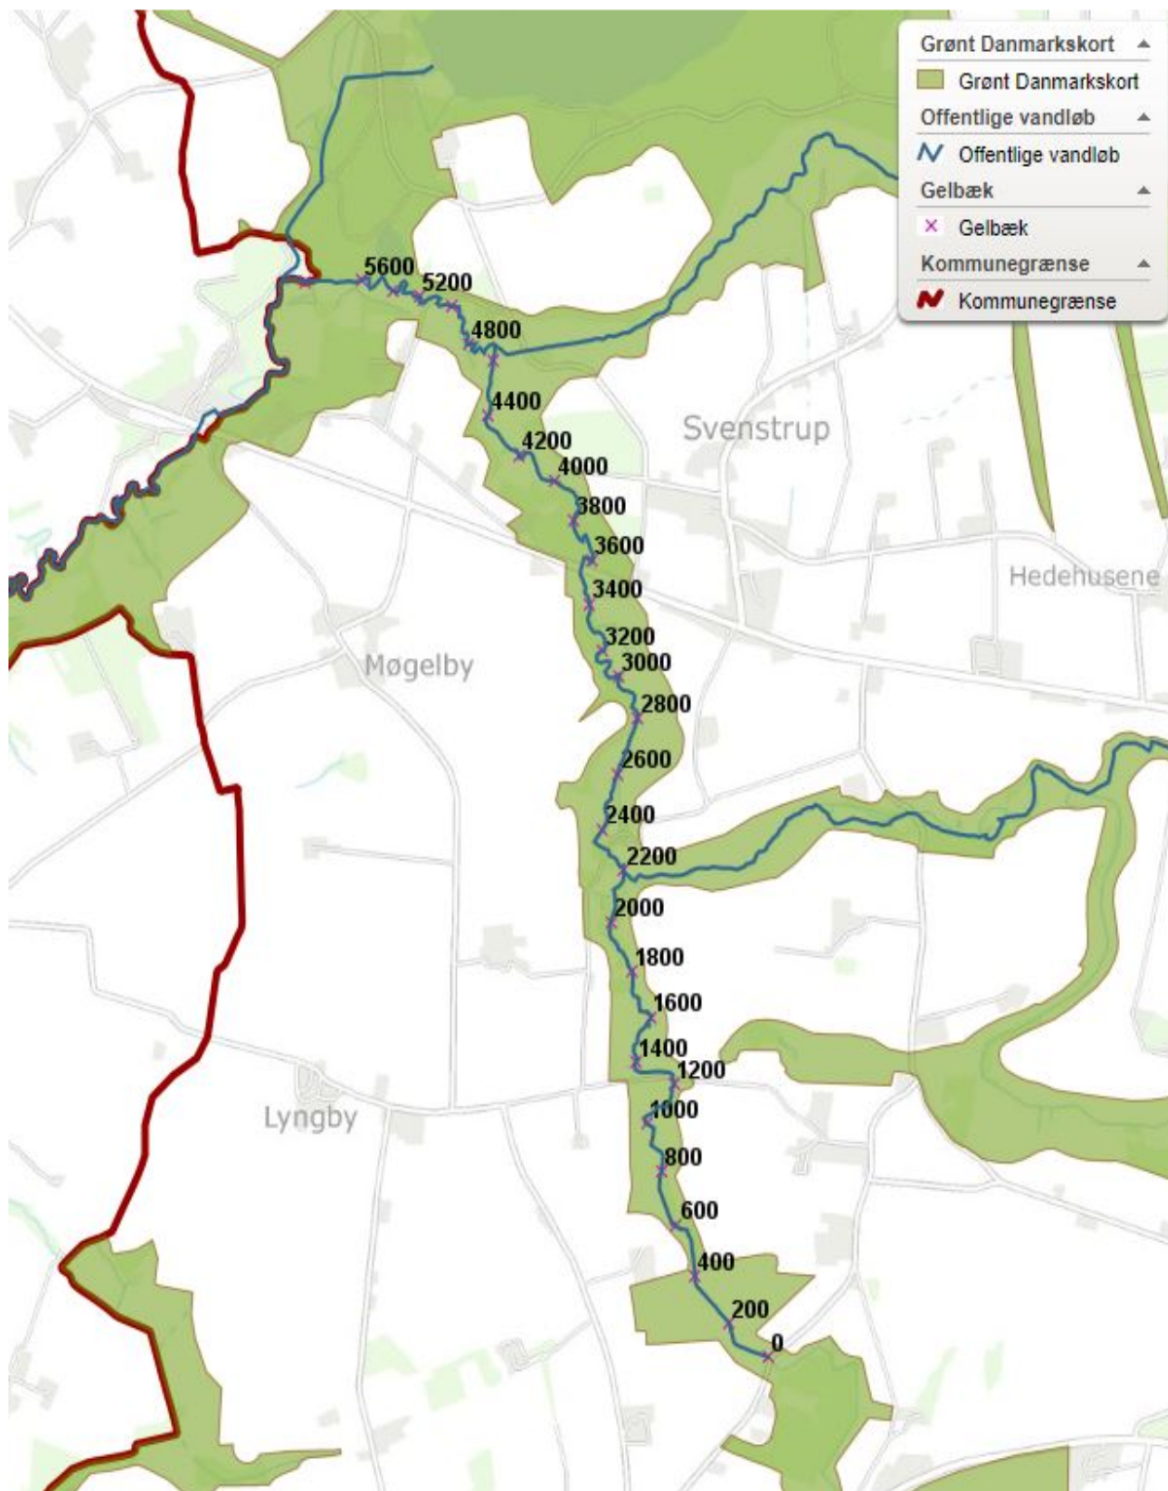 Grønt Danmarkskort
Grønt Danmarkskort
Offentlige vandløb
Offentlige vandløb
Gelbæk
Gelbæk
Kommunegrænse
Kommunegrænse
5600
5200
4800
4400
Svenstrup
4200
4000
3800
3600
Hedehusene
3400
3200
Møgelby
3000
2800
2600
2400
2200
2000
1800
1600
1400
1200
Lyngby
1000
800
600
400
200
0